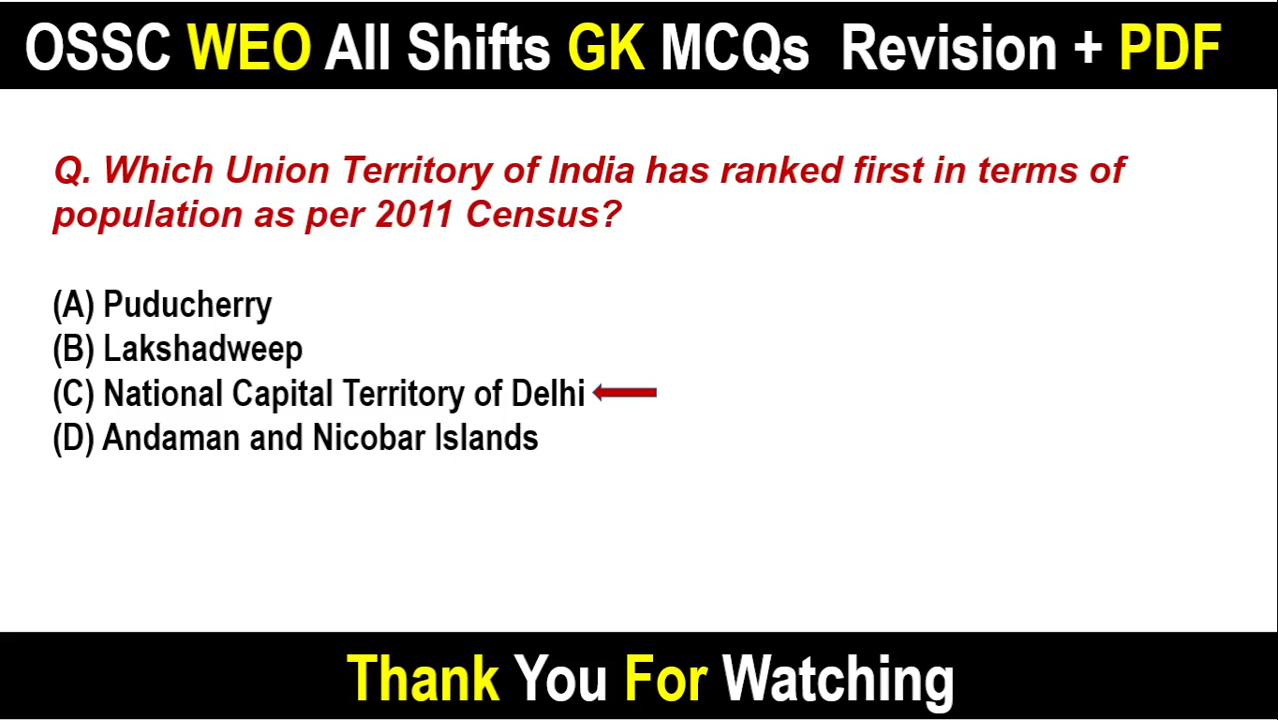 OSSC WEO All Shifts GK MCQs Revision + PDF
Q. Which Union Territory of India has ranked first in terms of
population as per 2011 Census?
(A) Puducherry
(B) Lakshadweep
(C) National Capital Territory of Delhi
(D) Andaman and Nicobar Islands
Thank You For Watching